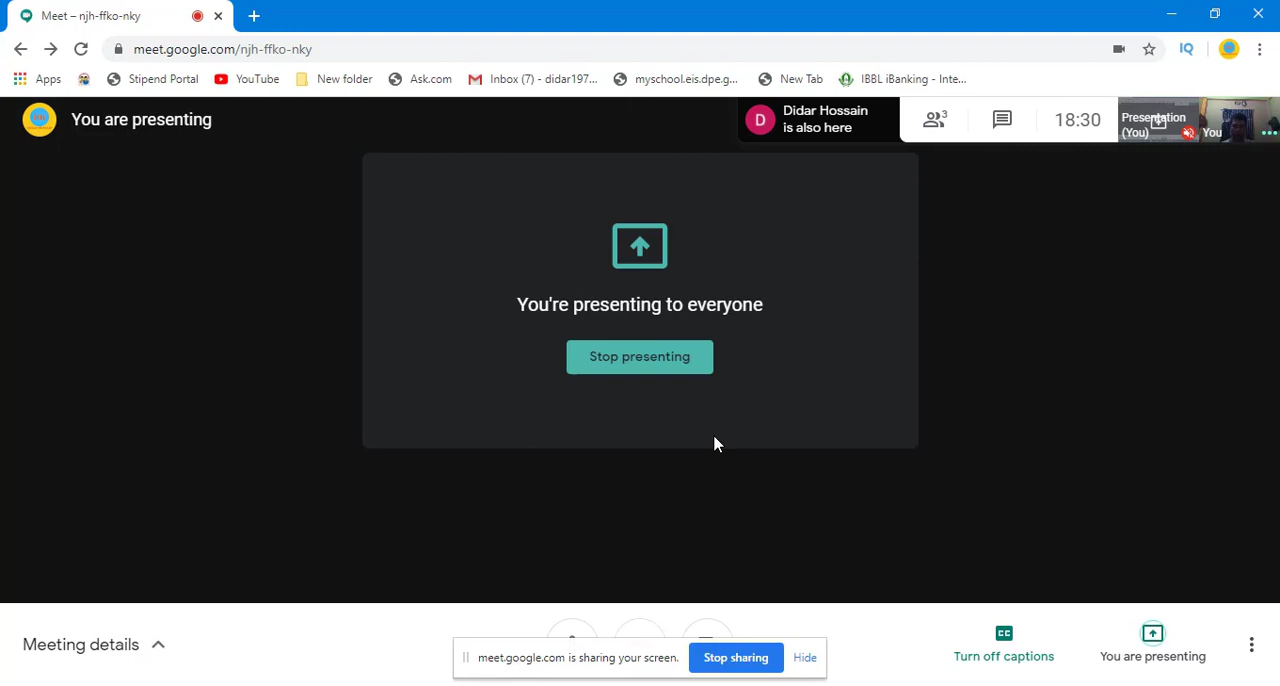 Meet – njh-ffko-nky
meet.google.com/njh-ffko-nky
IQ
Apps
Stipend Portal
YouTube
New folder
Ask.com
Inbox (7) - didar197...
myschool.eis.dpe.g...
New Tab
IBBL iBanking - Inte...
You are presenting
D
Didar Hossain
is also here
3
18:30
Presentation
(You)
You
You're presenting to everyone
Stop presenting
Meeting details
meet.google.com is sharing your screen.
Stop sharing
Hide
CC
Turn off captions
You are presenting